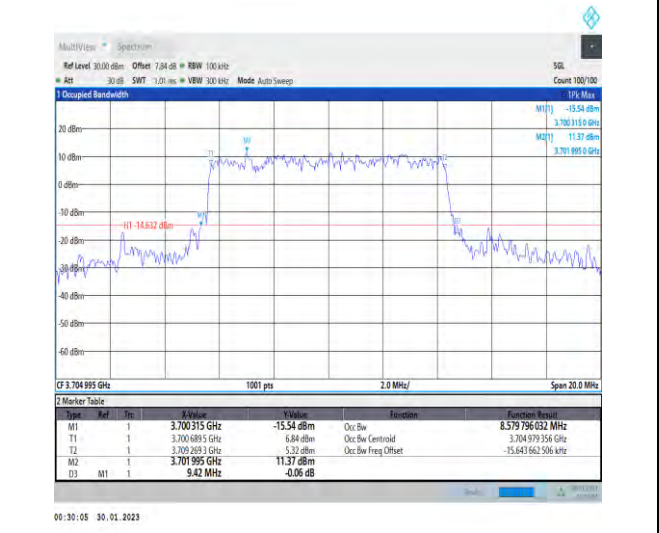 MultiView Spectrum
Ref Level 30.00 dBm Offset 7.84 dB RBW 100 kHz SGL
Att 30 dB SWT 1.01 ms VBW 300 kHz Mode Auto Sweep Count 100/100
1 Occupied Bandwidth 1Pk Max
M1[1] -15.54 dBm
3.700 315 0 GHz
M2[1] 11.37 dBm
3.701 995 0 GHz
20 dBm
M2
T1 T2
10 dBm
0 dBm
-10 dBm
M1
H1 -14.632 dBm
D3
-20 dBm
-30 dBm
-40 dBm
-50 dBm
-60 dBm
CF 3.704 995 GHz 1001 pts 2.0 MHz/ Span 20.0 MHz
2 Marker Table
Type Ref Trc X-Value Y-Value Function Function Result
M1 1 3.700 315 GHz -15.54 dBm Occ Bw 8.579 796 032 MHz
T1 1 3.700 689 5 GHz 6.84 dBm Occ Bw Centroid 3.704 979 356 GHz
T2 1 3.709 269 3 GHz 5.32 dBm Occ Bw Freq Offset -15.643 662 506 kHz
M2 1 3.701 995 GHz 11.37 dBm
D3 M1 1 9.42 MHz -0.06 dB
00:30:05 30.01.2023